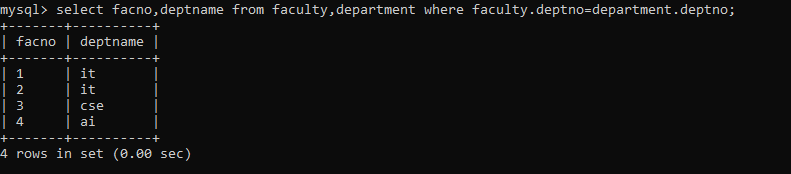 mysql> select facno,deptname from faculty,department where faculty.deptno=department.deptno;
+-------+----------+
| facno | deptname |
+-------+----------+
| 1     | it       |
| 2     | it       |
| 3     | cse      |
| 4     | ai       |
+-------+----------+
4 rows in set (0.00 sec)